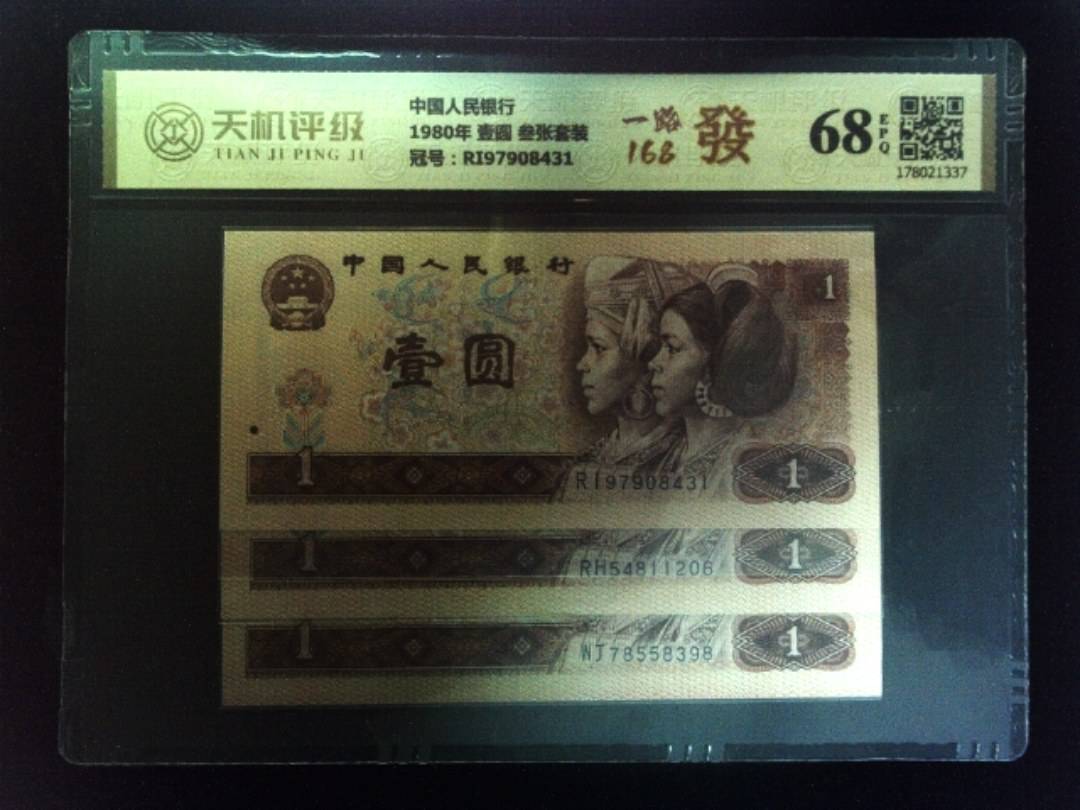 天机评级
TIAN JI PING JI
中国人民银行
1980年 壹圆 叁张套装
冠号：RI97908431
一路
168
發
68
EPQ
178021337
中国人民银行
1
壹圆
1
RI97908431
1
1
RH54811206
1
1
WJ78558398
1